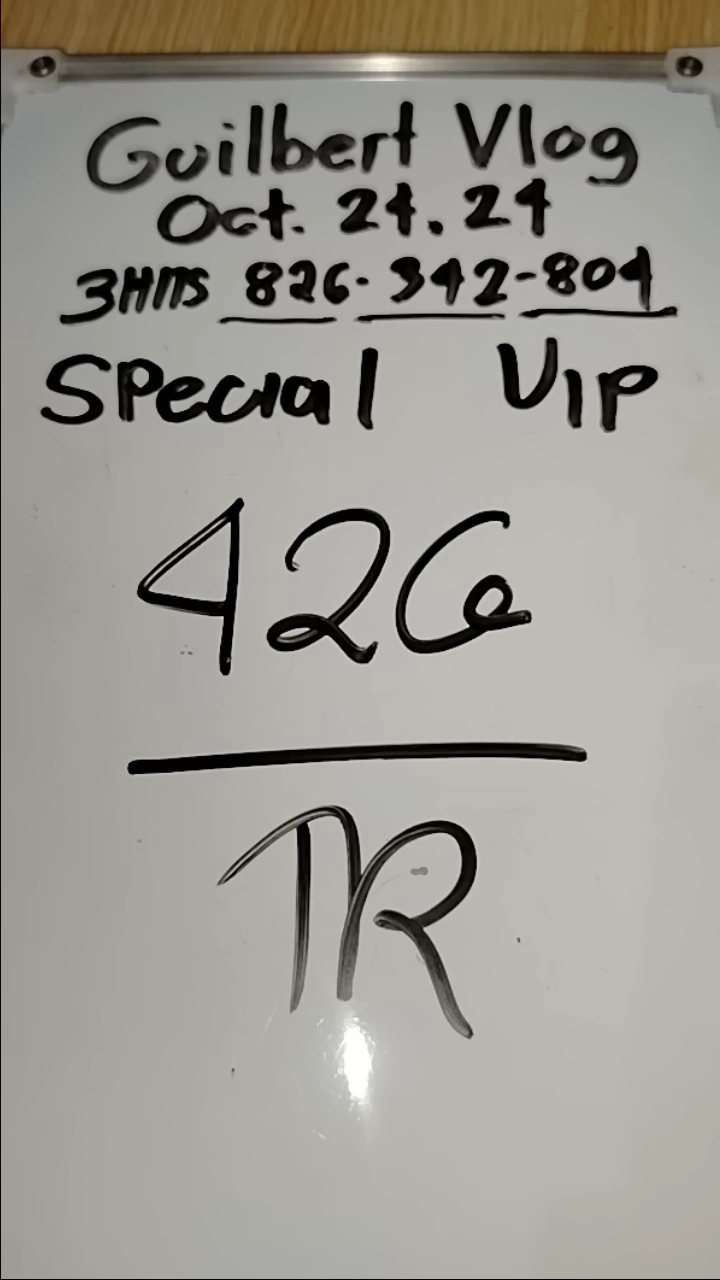 Guilbert Vlog
Oct. 24. 24
3Hits 826-342-804
Special VIP
426
TR